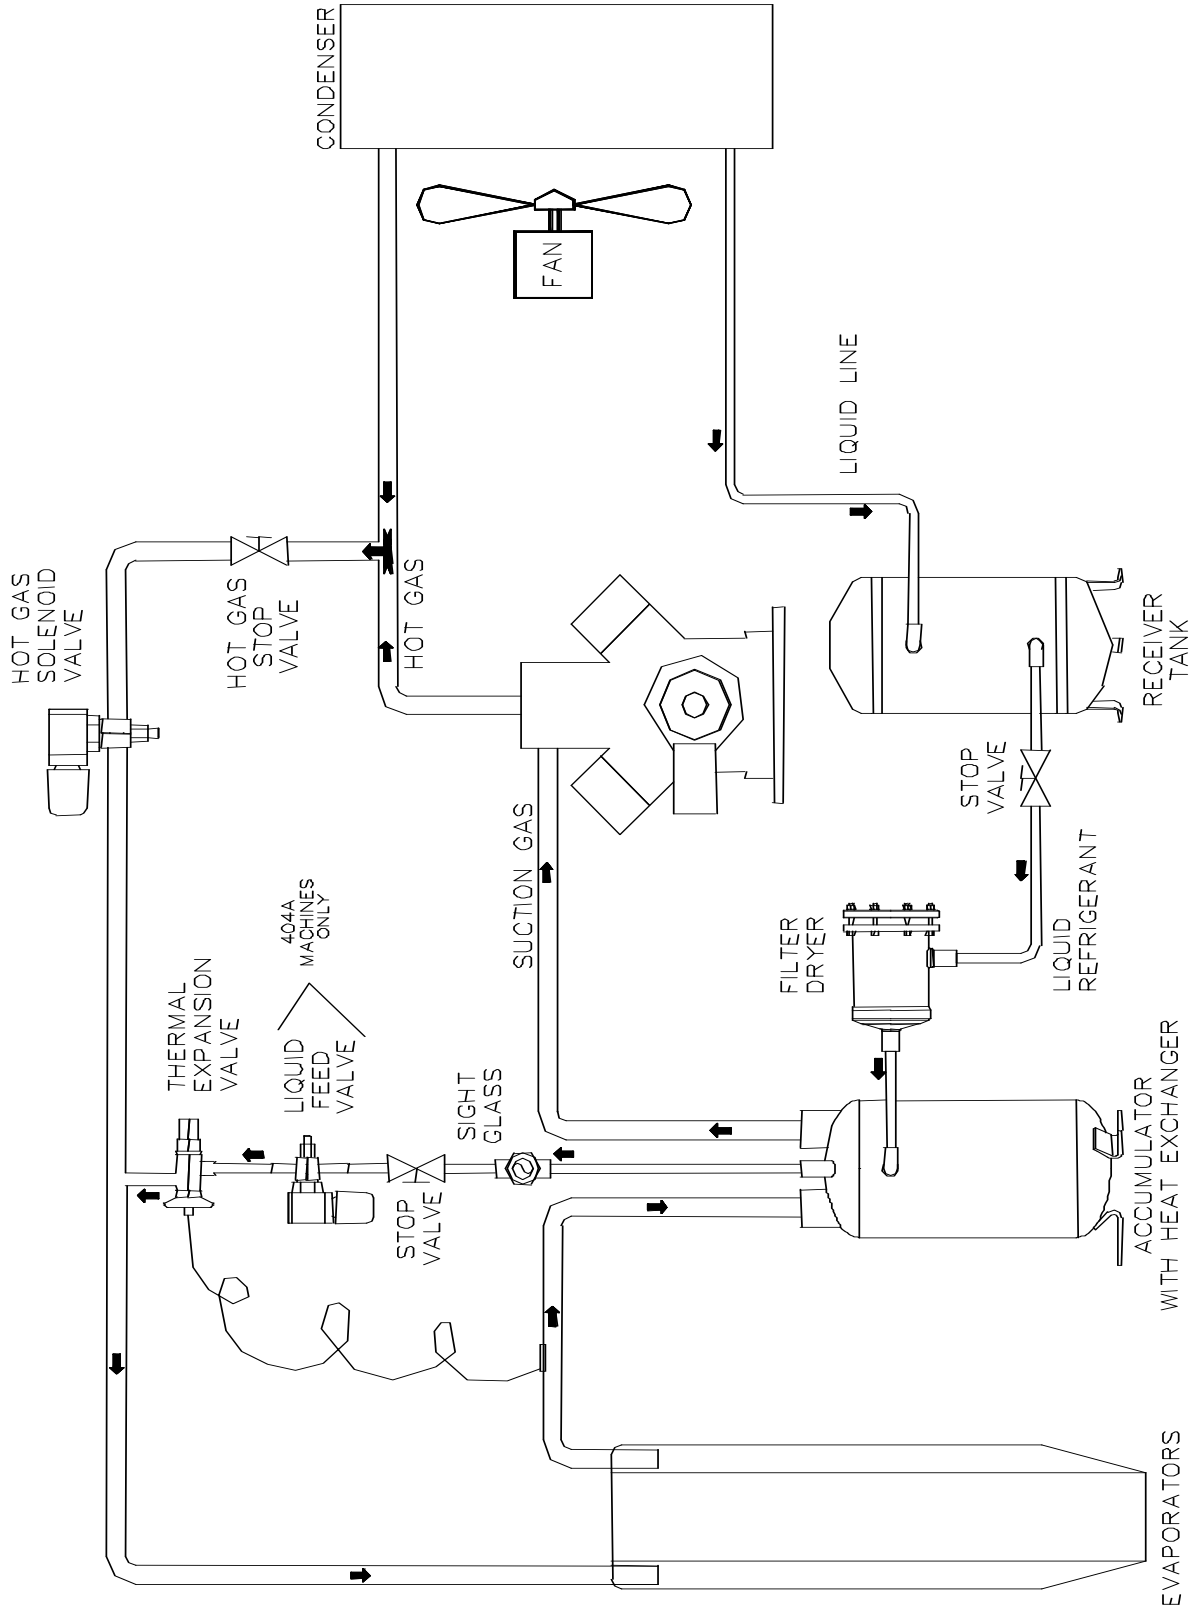 CONDENSER
FAN
LIQUID LINE
HOT GAS
SOLENOID
VALVE
HOT GAS
STOP
VALVE
HOT GAS
RECEIVER
TANK
STOP
VALVE
SUCTION GAS
404A
MACHINES
ONLY
LIQUID
REFRIGERANT
FILTER
DRYER
THERMAL
EXPANSION
VALVE
LIQUID
FEED
VALVE
SIGHT
GLASS
STOP
VALVE
ACCUMULATOR
WITH HEAT EXCHANGER
EVAPORATORS